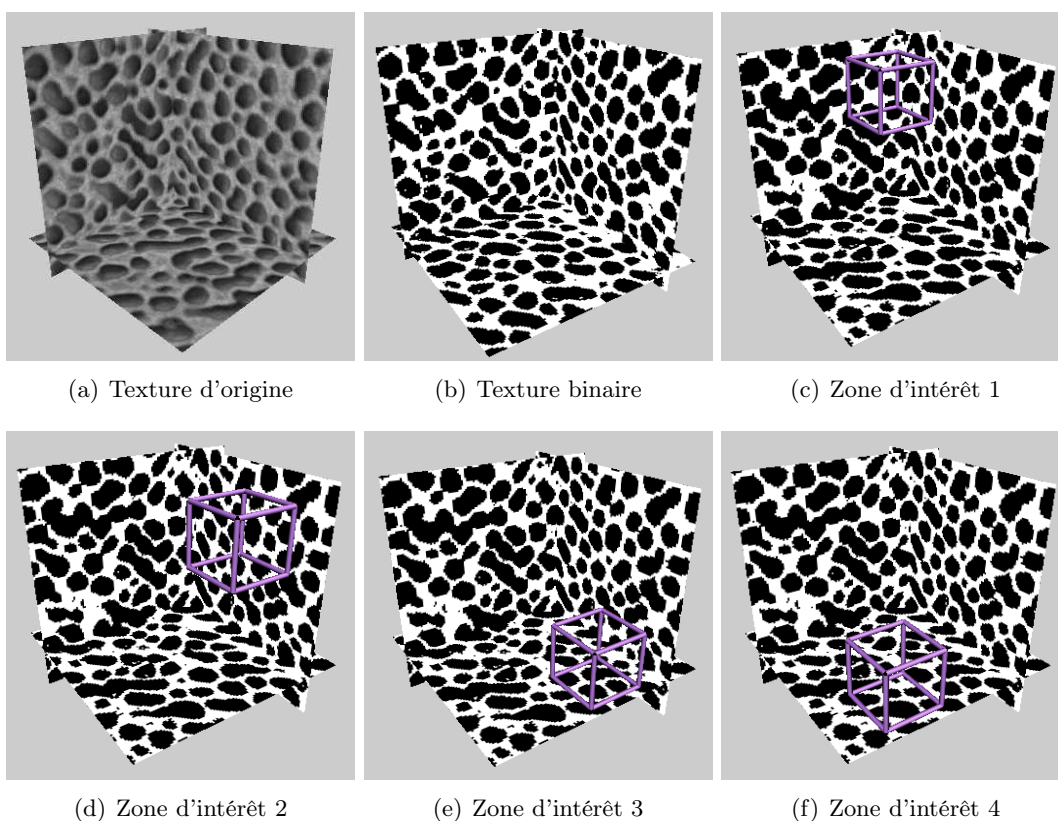 (a) Texture d'origine
(b) Texture binaire
(c) Zone d'intérêt 1
(d) Zone d'intérêt 2
(e) Zone d'intérêt 3
(f) Zone d'intérêt 4